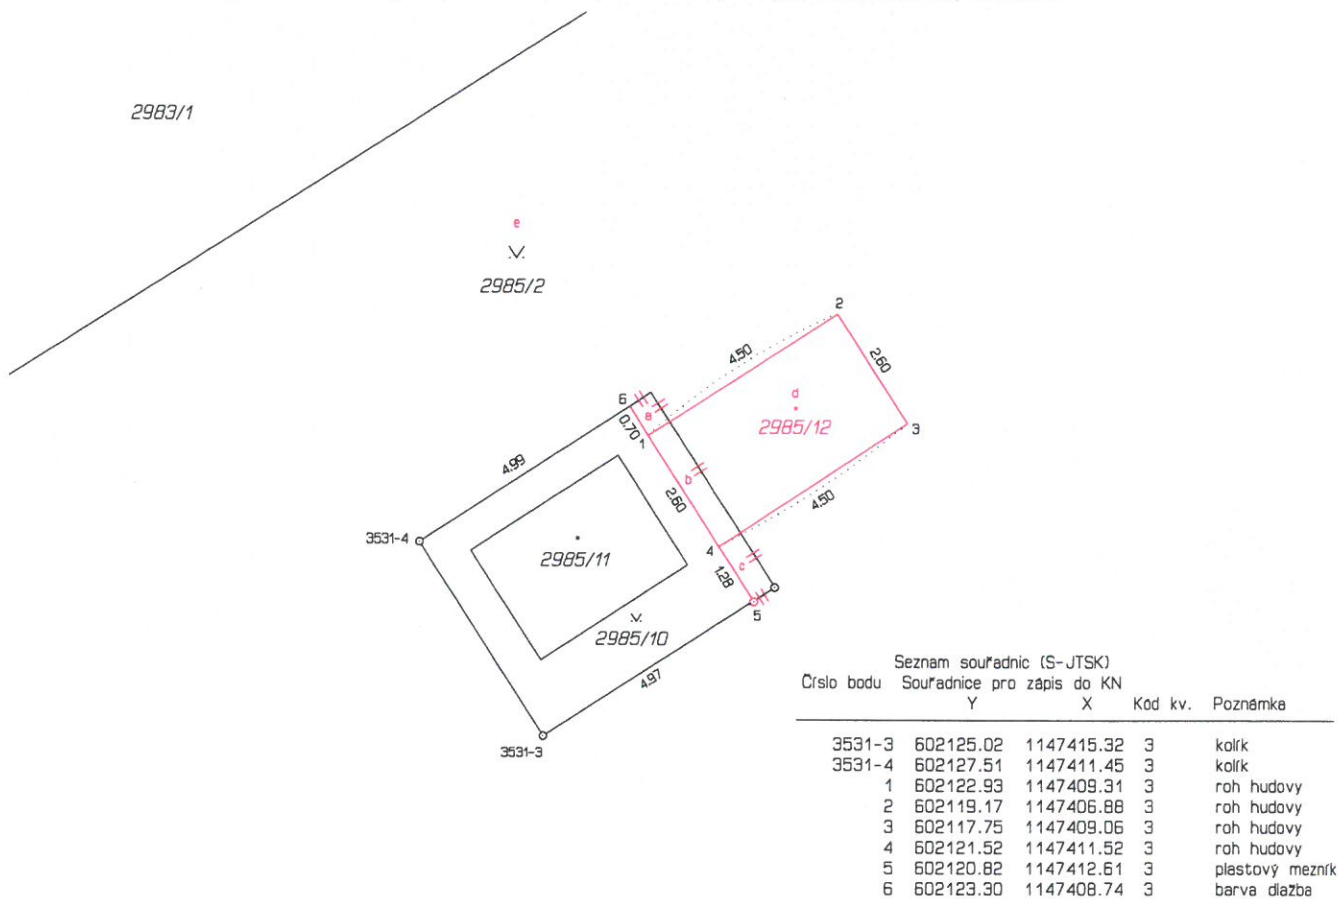 2983/1
e
.V.
2985/2
2
4.50
2.60
d
2985/12
3
6
a
0.70
1
4.99
b
2.60
4.50
3531-4
2985/11
4
c
1.28
5
.V.
2985/10
4.97
3531-3
Seznam souřadnic (S-JTSK)
Číslo bodu Souřadnice pro zápis do KN
Y X Kód kv. Poznámka
3531-3 602125.02 1147415.32 3 kolík
3531-4 602127.51 1147411.45 3 kolík
1 602122.93 1147409.31 3 roh hudovy
2 602119.17 1147406.88 3 roh hudovy
3 602117.75 1147409.06 3 roh hudovy
4 602121.52 1147411.52 3 roh hudovy
5 602120.82 1147412.61 3 plastový mezník
6 602123.30 1147408.74 3 barva dlažba